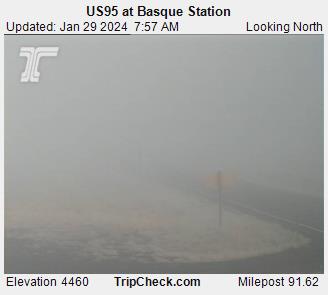 US95 at Basque Station
Updated: Jan 29 2024 7:57 AM Looking North
Elevation 4460 TripCheck.com Milepost 91.62